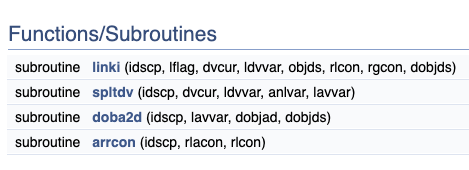 Functions/Subroutines
subroutine linki (idscp, lflag, dvcur, ldvvar, objds, rlcon, rgcon, dobjds)
subroutine spltdv (idscp, dvcur, ldvvar, anlvar, lavvar)
subroutine doba2d (idscp, lavvar, dobjad, dobjds)
subroutine arrcon (idscp, rlacon, rlcon)